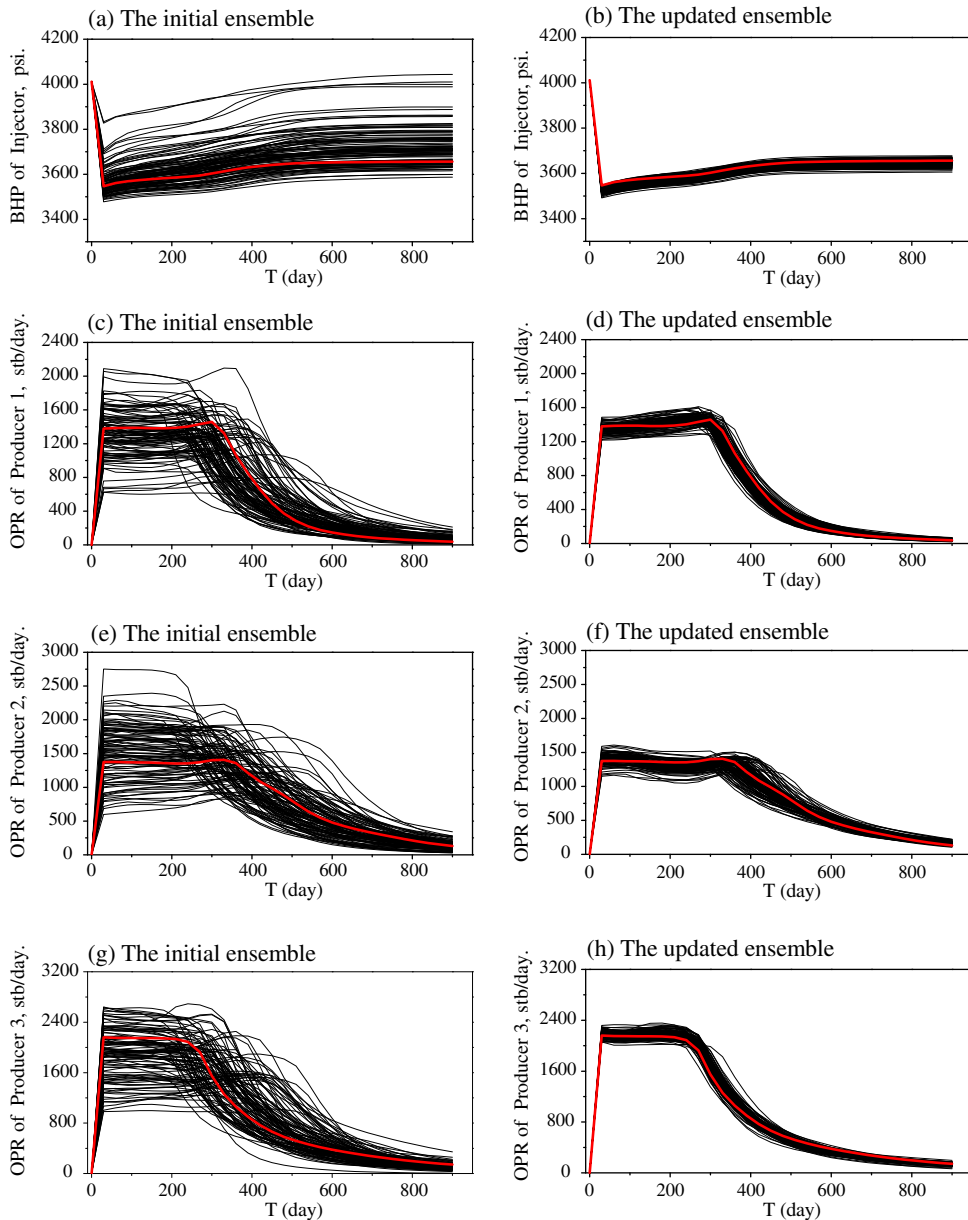 (a) The initial ensemble
BHP of Injector, psi.
4200
4000
3800
3600
3400
0 200 400 600 800
T (day)
(b) The updated ensemble
BHP of Injector, psi.
4200
4000
3800
3600
3400
0 200 400 600 800
T (day)
(c) The initial ensemble
OPR of Producer 1, stb/day.
2400
2000
1600
1200
800
400
0
0 200 400 600 800
T (day)
(d) The updated ensemble
OPR of Producer 1, stb/day.
2400
2000
1600
1200
800
400
0
0 200 400 600 800
T (day)
(e) The initial ensemble
OPR of Producer 2, stb/day.
3000
2500
2000
1500
1000
500
0
0 200 400 600 800
T (day)
(f) The updated ensemble
OPR of Producer 2, stb/day.
3000
2500
2000
1500
1000
500
0
0 200 400 600 800
T (day)
(g) The initial ensemble
OPR of Producer 3, stb/day.
3200
2400
1600
800
0
0 200 400 600 800
T (day)
(h) The updated ensemble
OPR of Producer 3, stb/day.
3200
2400
1600
800
0
0 200 400 600 800
T (day)